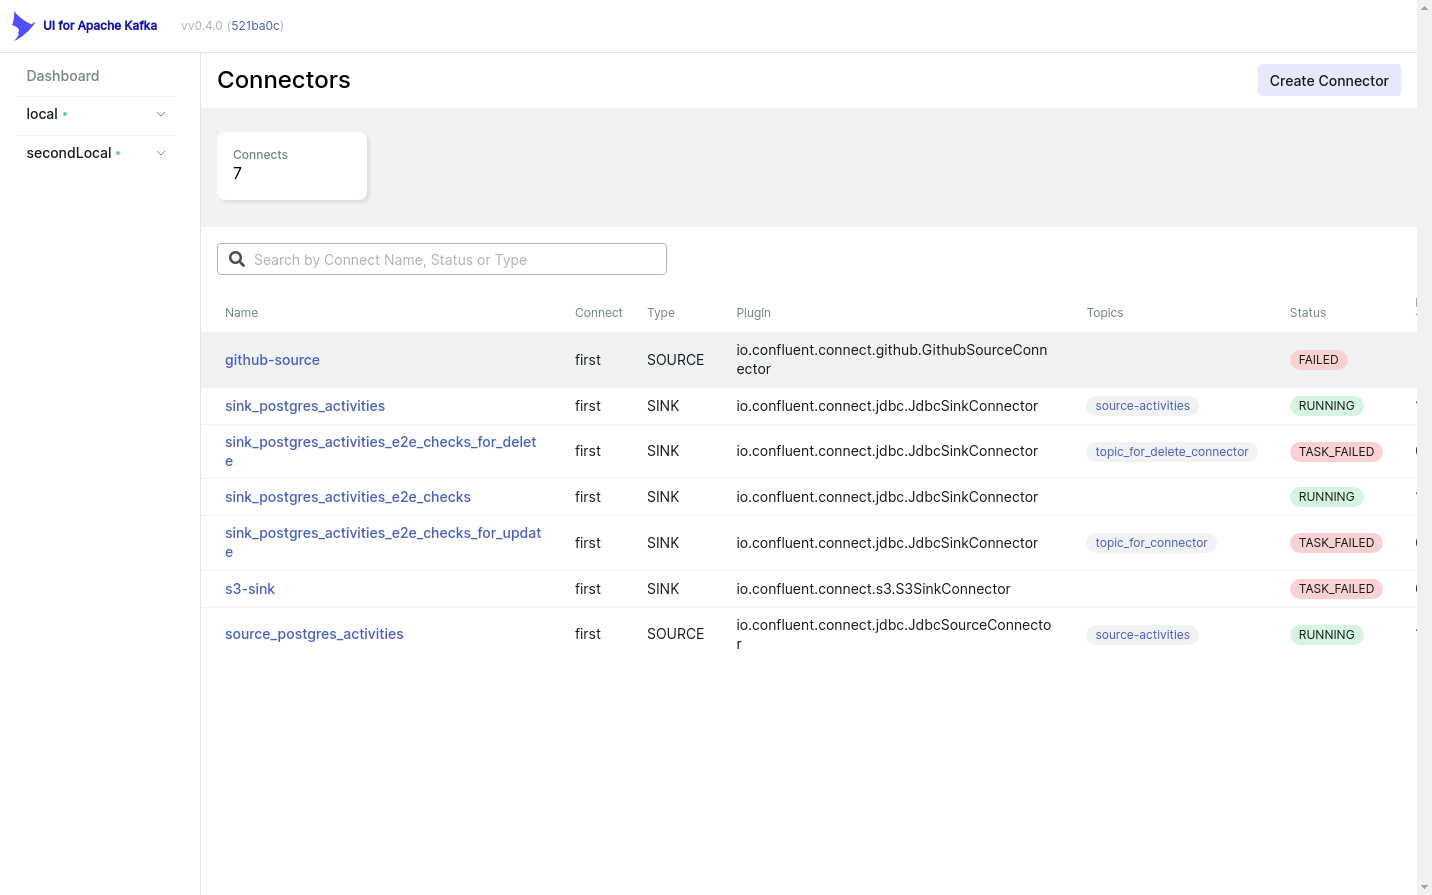 UI for Apache Kafka vv0.4.0 (521ba0c)
Dashboard
local
secondLocal
Connectors
Create Connector
Connects
7
Search by Connect Name, Status or Type
Name Connect Type Plugin Topics Status
github-source first SOURCE io.confluent.connect.github.GithubSourceConn
ector FAILED
sink_postgres_activities first SINK io.confluent.connect.jdbc.JdbcSinkConnector source-activities RUNNING
sink_postgres_activities_e2e_checks_for_delet
e first SINK io.confluent.connect.jdbc.JdbcSinkConnector topic_for_delete_connector TASK_FAILED
sink_postgres_activities_e2e_checks first SINK io.confluent.connect.jdbc.JdbcSinkConnector RUNNING
sink_postgres_activities_e2e_checks_for_updat
e first SINK io.confluent.connect.jdbc.JdbcSinkConnector topic_for_connector TASK_FAILED
s3-sink first SINK io.confluent.connect.s3.S3SinkConnector TASK_FAILED
source_postgres_activities first SOURCE io.confluent.connect.jdbc.JdbcSourceConnecto
r source-activities RUNNING